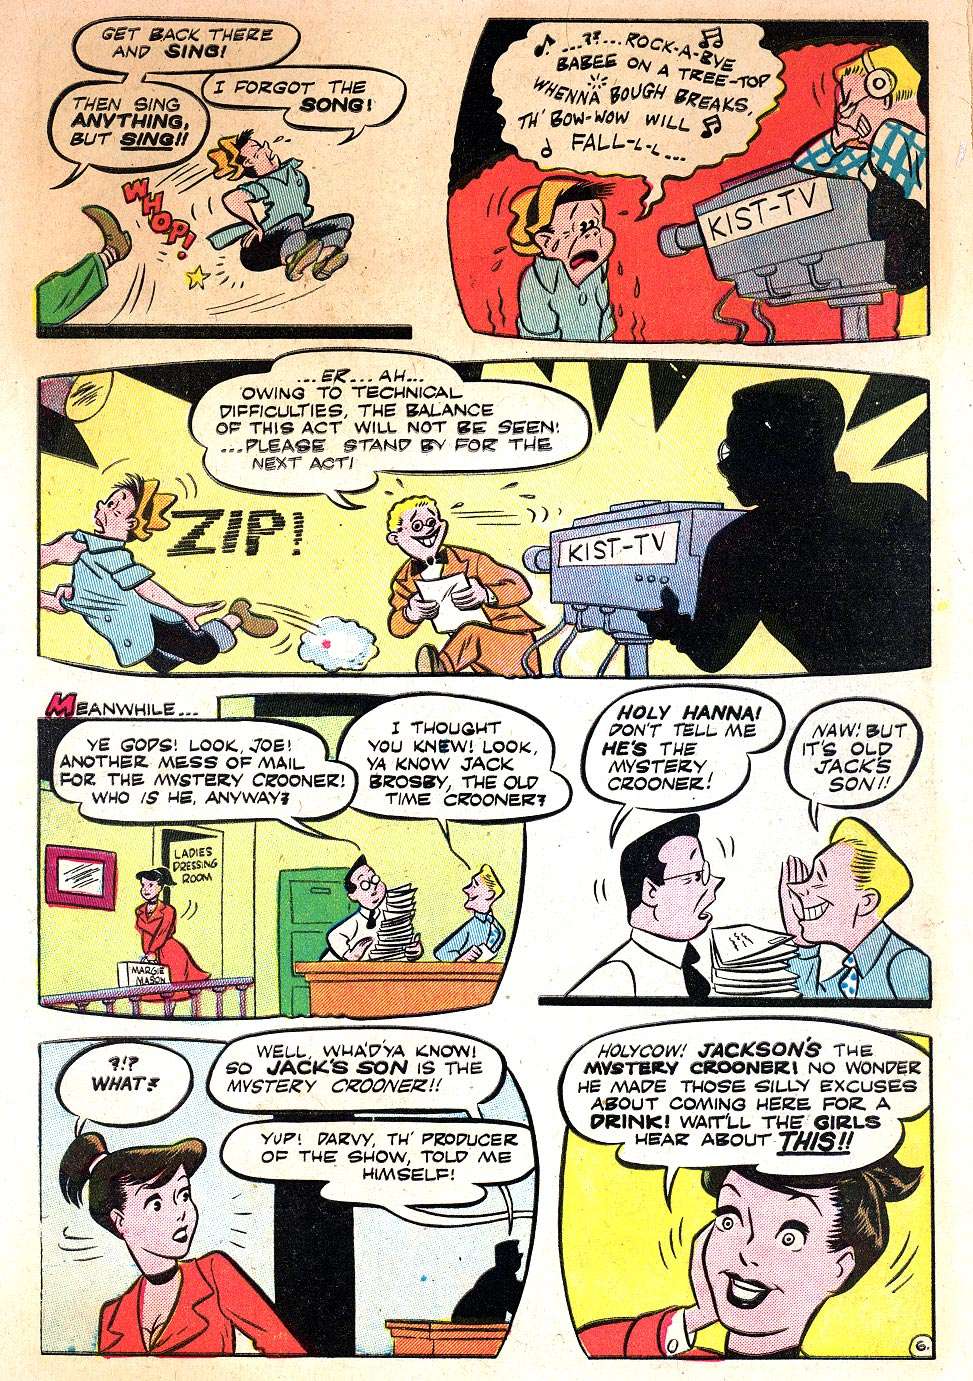 GET BACK THERE
AND SING!
THEN SING
ANYTHING,
BUT SING!!
I FORGOT THE
SONG!
WHOP!
...??...ROCK-A-BYE
BABEE ON A TREE-TOP
WHENNA BOUGH BREAKS,
TH' BOW-WOW WILL
FALL-L-L...
KIST-TV
...ER...AH...
OWING TO TECHNICAL
DIFFICULTIES, THE BALANCE
OF THIS ACT WILL NOT BE SEEN!
...PLEASE STAND BY FOR THE
NEXT ACT!
ZIP!
KIST-TV
MEANWHILE...
YE GODS! LOOK, JOE!
ANOTHER MESS OF MAIL
FOR THE MYSTERY CROONER!
WHO IS HE, ANYWAY?
I THOUGHT
YOU KNEW! LOOK,
YA KNOW JACK
BROSBY, THE OLD
TIME CROONER?
LADIES
DRESSING
ROOM
MARGIE
MASON
HOLY HANNA!
DON'T TELL ME
HE'S THE
MYSTERY
CROONER!
NAW! BUT
IT'S OLD
JACK'S
SON!!
?!?
WHAT?
WELL, WHA'D'YA KNOW!
SO JACK'S SON IS THE
MYSTERY CROONER!!
YUP! DARVY, TH' PRODUCER
OF THE SHOW, TOLD ME
HIMSELF!
HOLYCOW! JACKSON'S THE
MYSTERY CROONER! NO WONDER
HE MADE THOSE SILLY EXCUSES
ABOUT COMING HERE FOR A
DRINK! WAIT'LL THE GIRLS
HEAR ABOUT THIS!!
6.